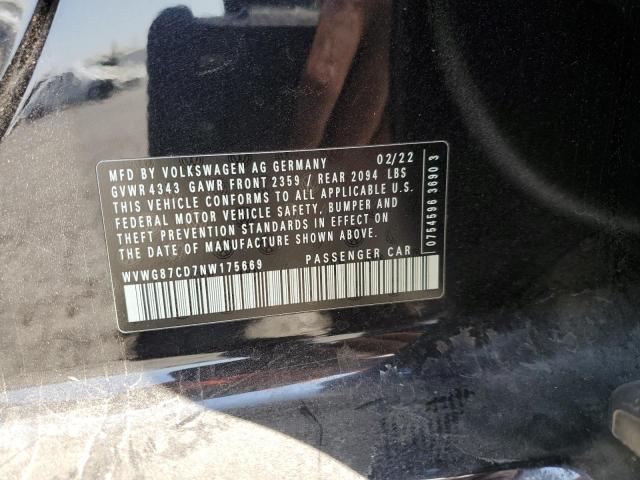 MFD BY VOLKSWAGEN AG GERMANY 02/22
GVWR 4343 GAWR FRONT 2359 / REAR 2094 LBS
THIS VEHICLE CONFORMS TO ALL APPLICABLE U.S.
FEDERAL MOTOR VEHICLE SAFETY, BUMPER AND
THEFT PREVENTION STANDARDS IN EFFECT ON
THE DATE OF MANUFACTURE SHOWN ABOVE.
WVWG87CD7NW175669 PASSENGER CAR
0754596 3690 3